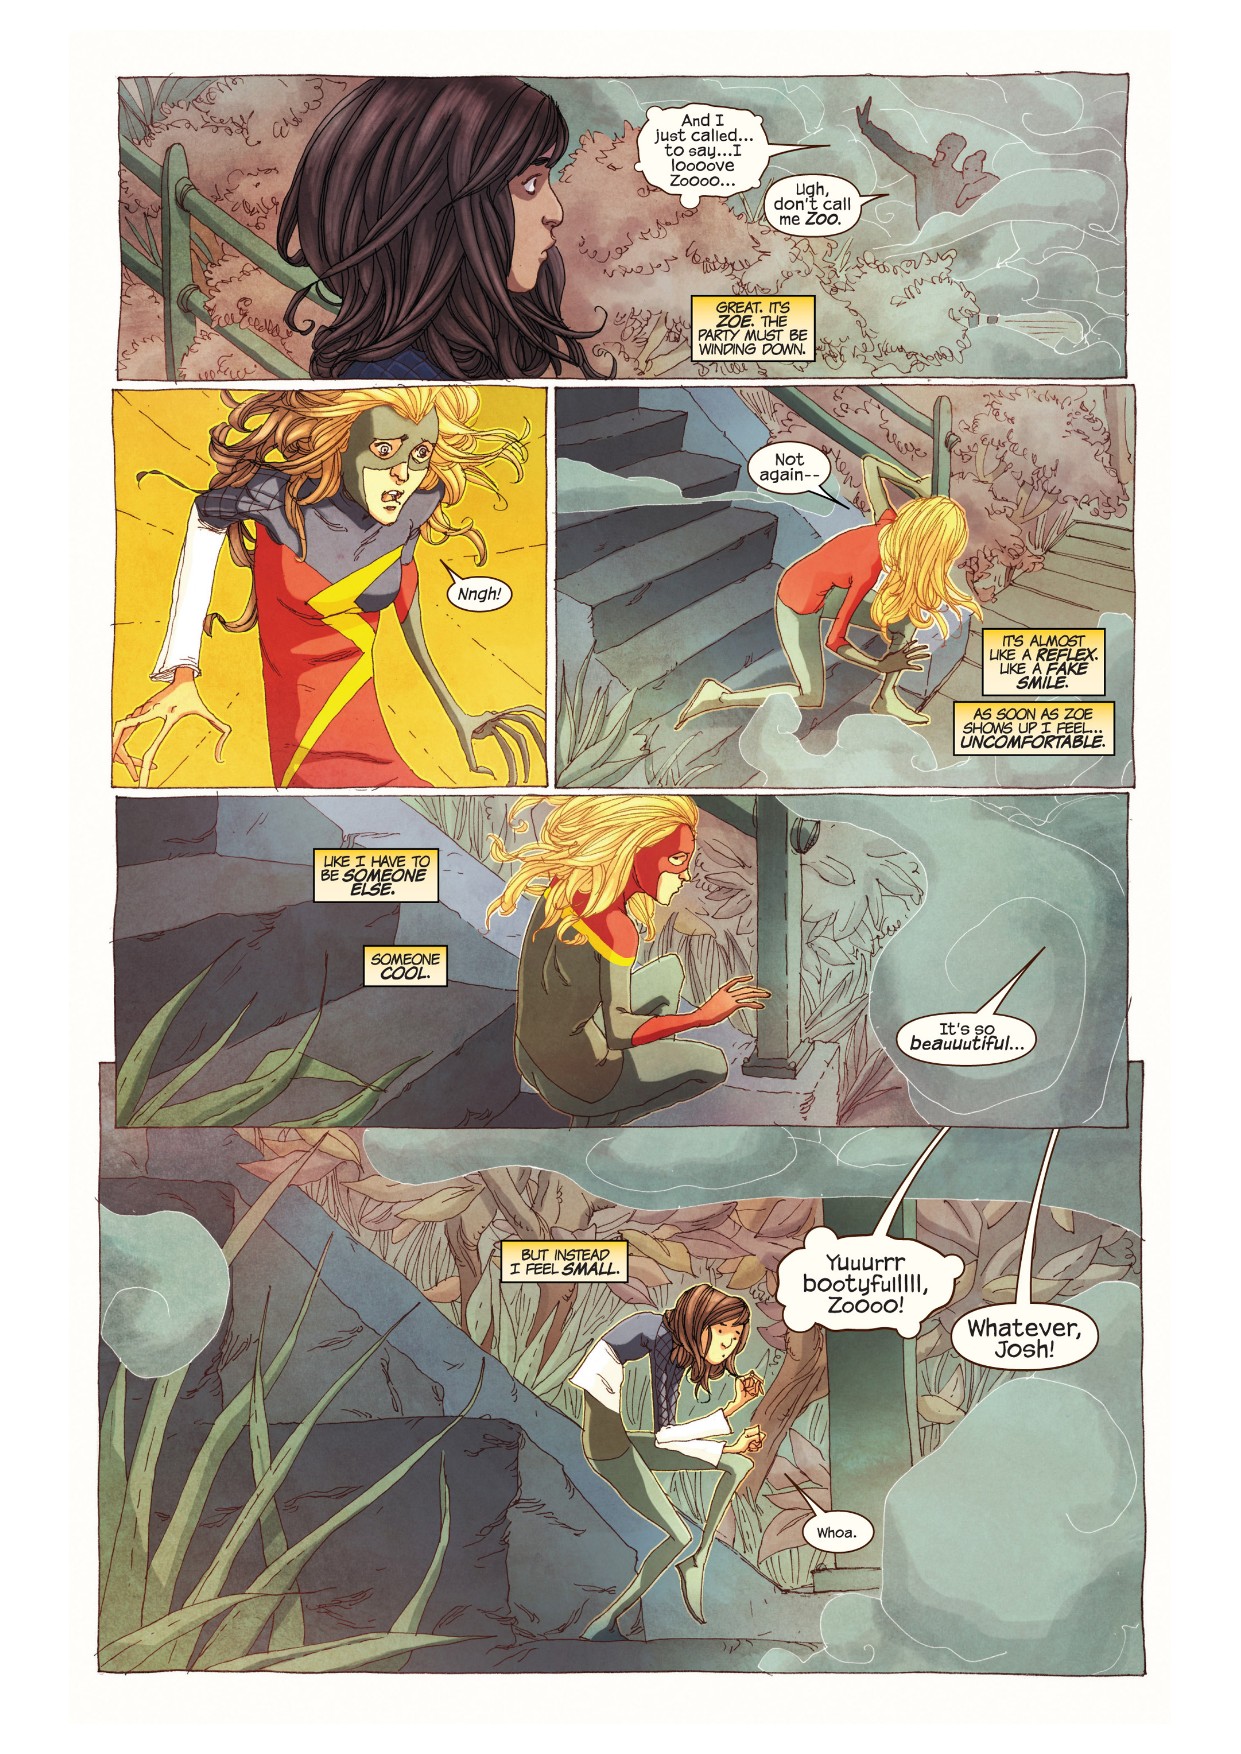 And I
just called...
to say...I
loooove
Zoooo...
Ugh,
don't call
me ZOO.
GREAT. IT'S
ZOE. THE
PARTY MUST BE
WINDING DOWN.
Nngh!
Not
again--
IT'S ALMOST
LIKE A REFLEX.
LIKE A FAKE
SMILE.
AS SOON AS ZOE
SHOWS UP I FEEL...
UNCOMFORTABLE.
LIKE I HAVE TO
BE SOMEONE
ELSE.
SOMEONE
COOL.
It's so
beauuutiful...
BUT INSTEAD
I FEEL SMALL.
Yuuurrr
bootyfulllll,
Zoooo!
Whatever,
Josh!
Whoa.